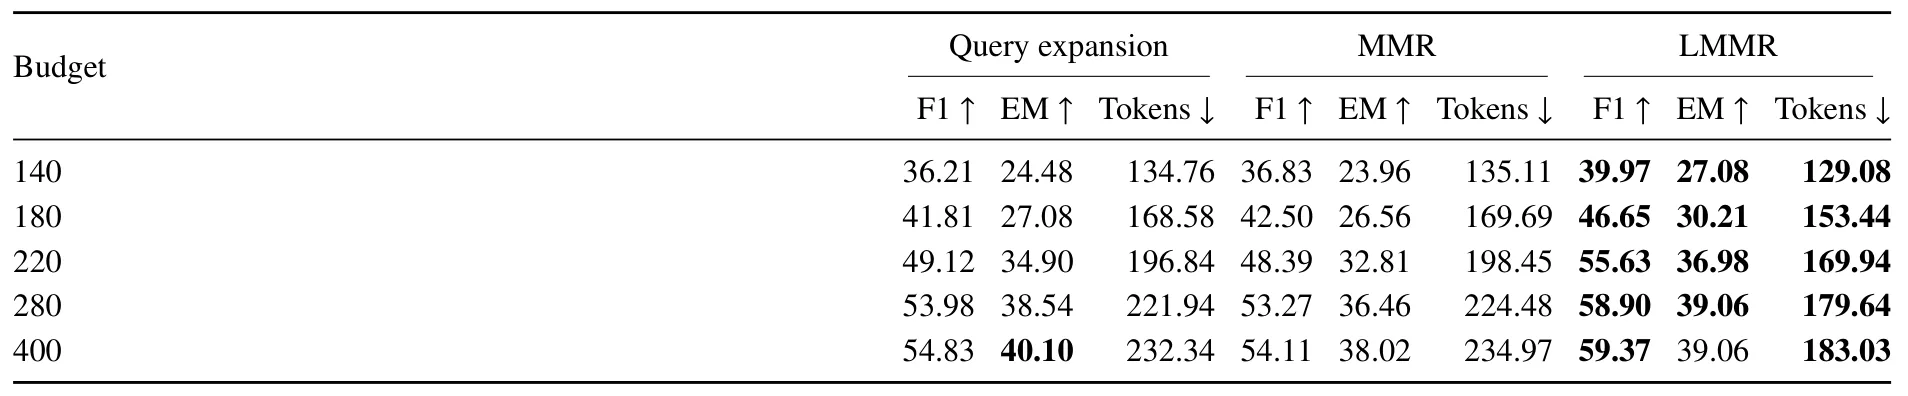 Query expansion MMR LMMR
Budget
F1 ↑ EM ↑ Tokens ↓ F1 ↑ EM ↑ Tokens ↓ F1 ↑ EM ↑ Tokens ↓
140 36.21 24.48 134.76 36.83 23.96 135.11 39.97 27.08 129.08
180 41.81 27.08 168.58 42.50 26.56 169.69 46.65 30.21 153.44
220 49.12 34.90 196.84 48.39 32.81 198.45 55.63 36.98 169.94
280 53.98 38.54 221.94 53.27 36.46 224.48 58.90 39.06 179.64
400 54.83 40.10 232.34 54.11 38.02 234.97 59.37 39.06 183.03